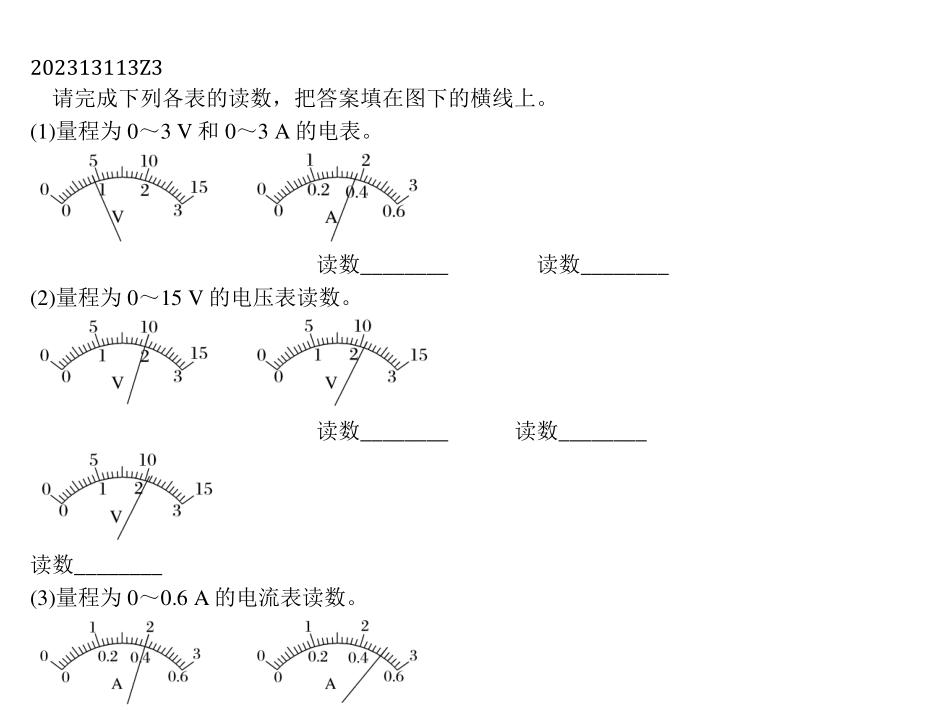 202313113Z3
请完成下列各表的读数，把答案填在图下的横线上。
(1)量程为 0～3 V 和 0～3 A 的电表。
5 10 1 2
0 15 0 3
1 2 0.2 0.4
0 3 0 0.6
V A
读数________ 读数________
(2)量程为 0～15 V 的电压表读数。
5 10 5 10
0 15 0 15
1 2 1 2
0 3 0 3
V V
读数________ 读数________
5 10
0 15
1 2
0 3
V
读数________
(3)量程为 0～0.6 A 的电流表读数。
1 2 1 2
0 3 0 3
0.2 0.4 0.2 0.4
0 0.6 0 0.6
A A